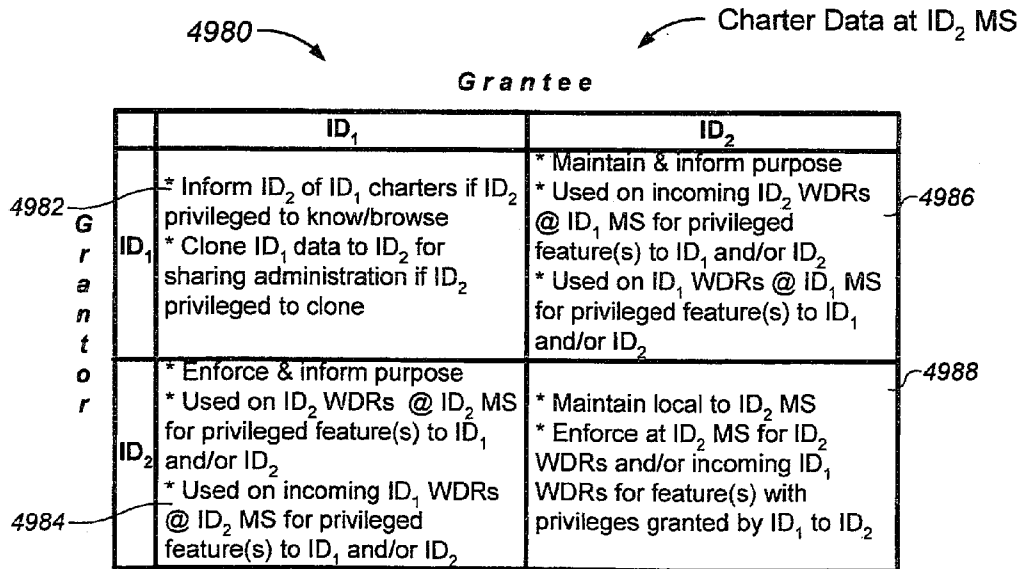 4980
Charter Data at ID₂ MS
Grantee
ID₁
ID₂
Grantor
ID₁
4982
* Inform ID₂ of ID₁ charters if ID₂
privileged to know/browse
* Clone ID₁ data to ID₂ for
sharing administration if ID₂
privileged to clone
* Maintain & inform purpose
* Used on incoming ID₂ WDRs
@ ID₁ MS for privileged
feature(s) to ID₁ and/or ID₂
* Used on ID₁ WDRs @ ID₁ MS
for privileged feature(s) to ID₁
and/or ID₂
4986
ID₂
* Enforce & inform purpose
* Used on ID₂ WDRs @ ID₂ MS
for privileged feature(s) to ID₁
and/or ID₂
* Used on incoming ID₁ WDRs
@ ID₂ MS for privileged
feature(s) to ID₁ and/or ID₂
4984
* Maintain local to ID₂ MS
* Enforce at ID₂ MS for ID₂
WDRs and/or incoming ID₁
WDRs for feature(s) with
privileges granted by ID₁ to ID₂
4988